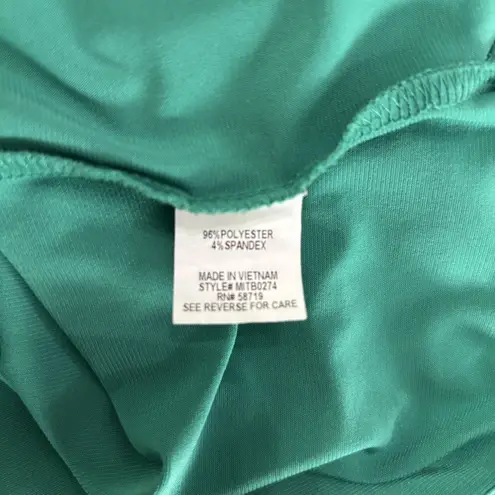 96%POLYESTER
4%SPANDEX
MADE IN VIETNAM
STYLE# MITB0274
RN# 58719
SEE REVERSE FOR CARE